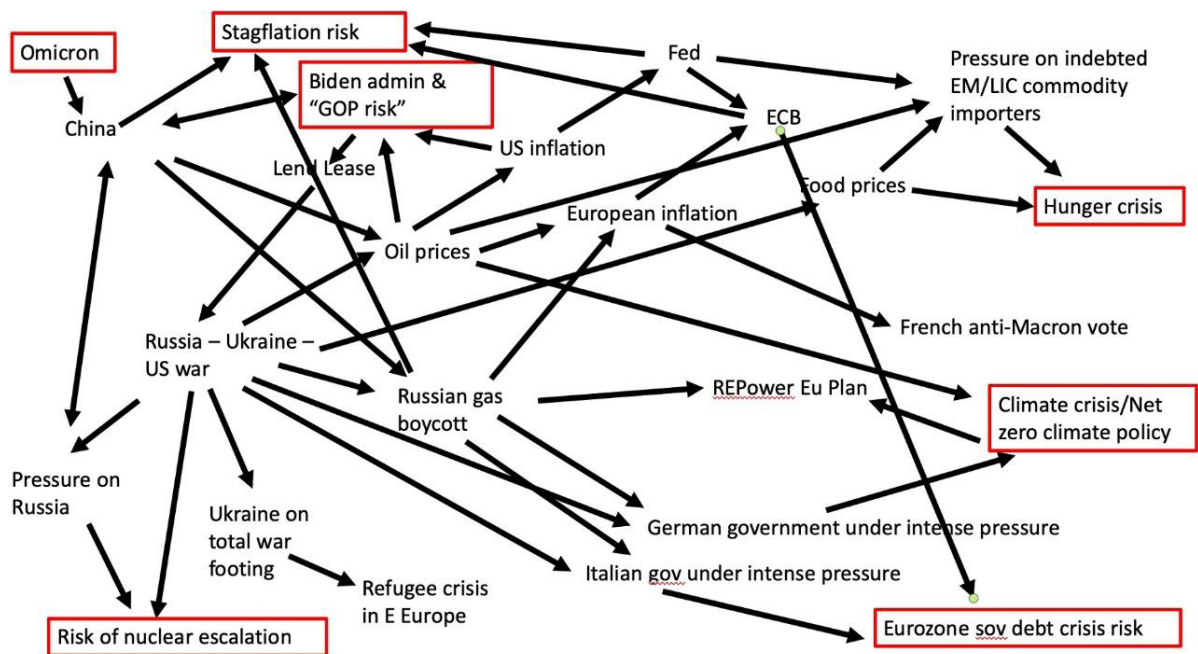 Stagflation risk
Omicron
Fed
Pressure on indebted
EM/LIC commodity
importers
Biden admin &
“GOP risk”
China
ECB
US inflation
Lend Lease
Food prices
Hunger crisis
European inflation
Oil prices
French anti-Macron vote
Russia – Ukraine –
US war
REPower Eu Plan
Russian gas
boycott
Climate crisis/Net
zero climate policy
Pressure on
Russia
Ukraine on
total war
footing
German government under intense pressure
Italian gov under intense pressure
Refugee crisis
in E Europe
Risk of nuclear escalation
Eurozone sov debt crisis risk